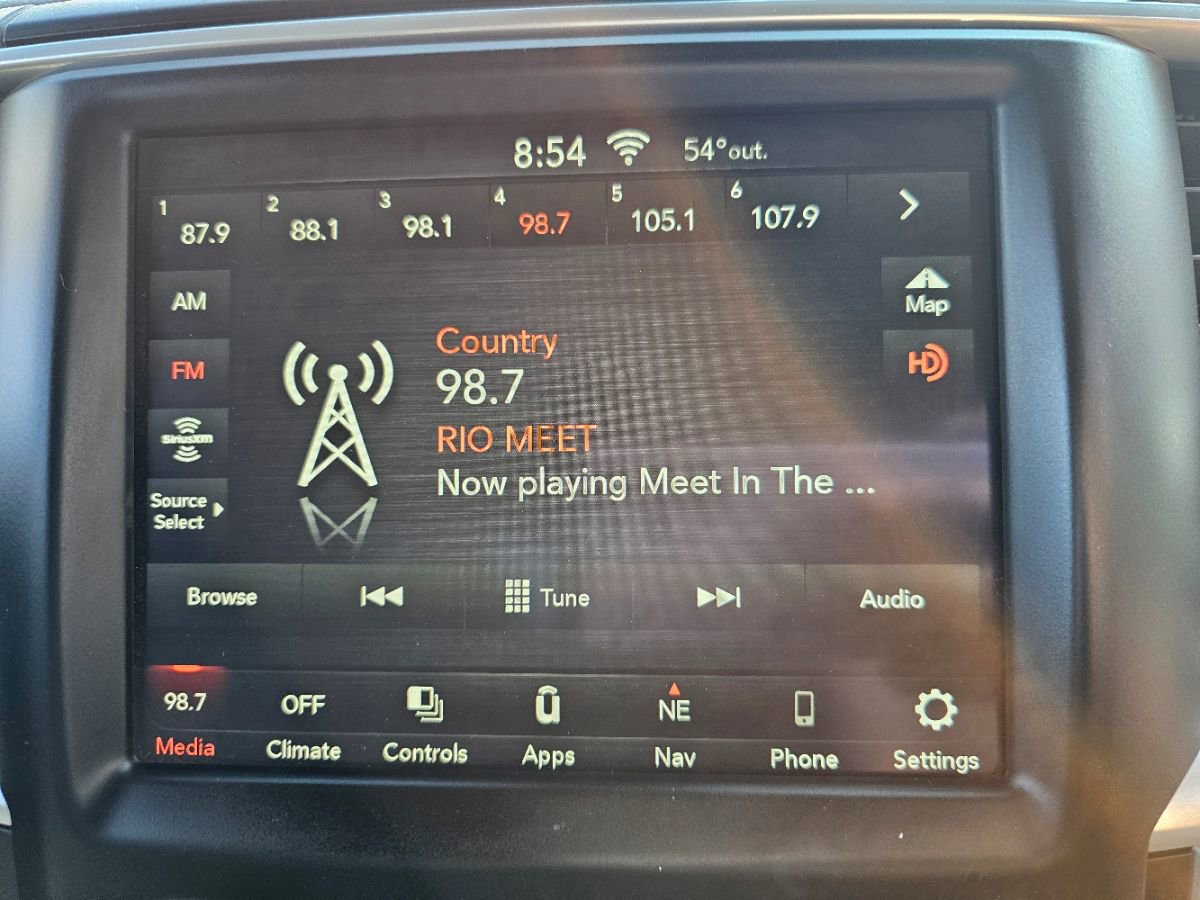 8:54 54° out.
1 87.9 2 88.1 3 98.1 4 98.7 5 105.1 6 107.9
AM
FM
SiriusXM
Source
Select
Country
98.7
RIO MEET
Now playing Meet In The ...
Map
HD
Browse Tune Audio
98.7 OFF NE
Media Climate Controls Apps Nav Phone Settings